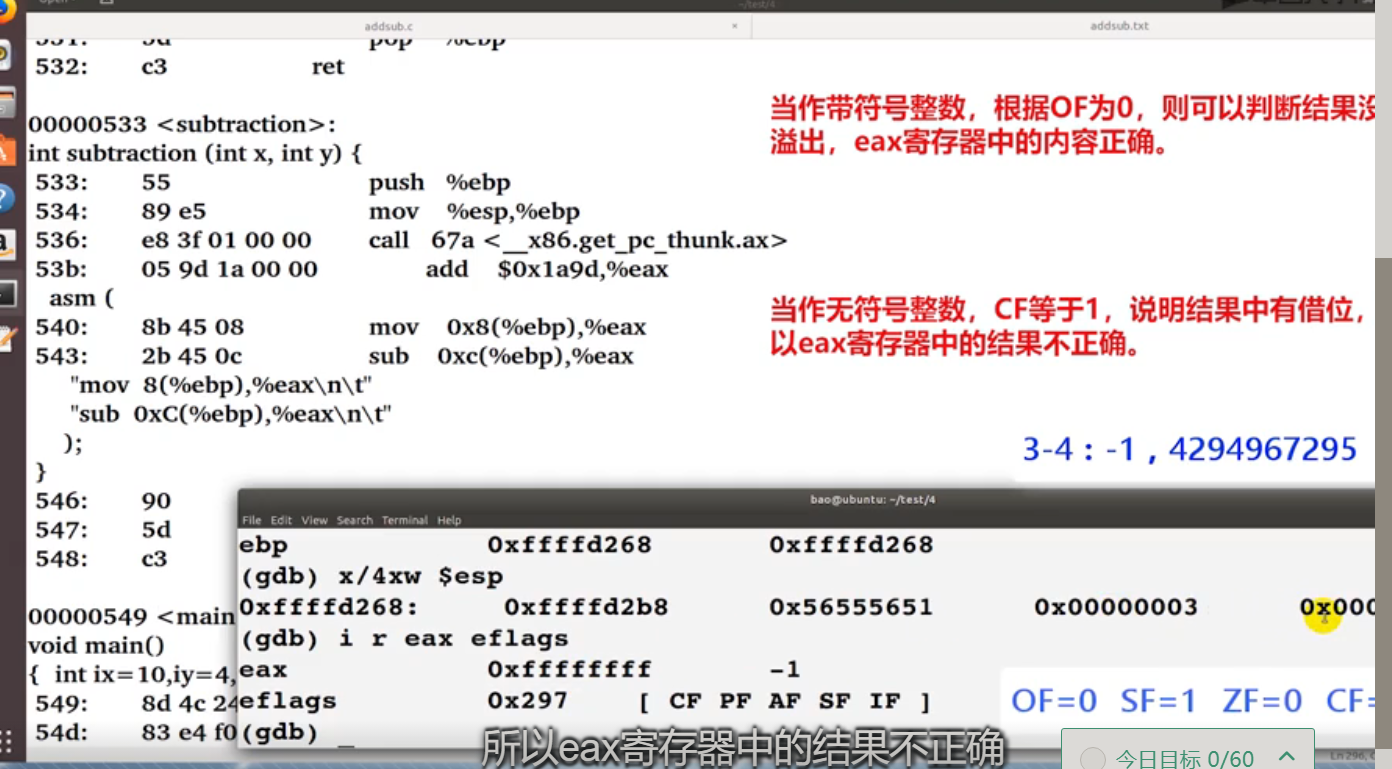 ~/test/4
addsub.c × addsub.txt
531: 5d pop %ebp
532: c3 ret
00000533 <subtraction>:
int subtraction (int x, int y) {
533: 55 push %ebp
534: 89 e5 mov %esp,%ebp
536: e8 3f 01 00 00 call 67a <__x86.get_pc_thunk.ax>
53b: 05 9d 1a 00 00 add $0x1a9d,%eax
asm (
540: 8b 45 08 mov 0x8(%ebp),%eax
543: 2b 45 0c sub 0xc(%ebp),%eax
"mov 8(%ebp),%eax\n\t"
"sub 0xC(%ebp),%eax\n\t"
);
}
546: 90
547: 5d
548: c3
00000549 <main
void main()
{ int ix=10,iy=4,
549: 8d 4c 24
54d: 83 e4 f0
当作带符号整数，根据OF为0，则可以判断结果没
溢出，eax寄存器中的内容正确。
当作无符号整数，CF等于1，说明结果中有借位，
以eax寄存器中的结果不正确。
3-4：-1，4294967295
bao@ubuntu: ~/test/4
File Edit View Search Terminal Help
ebp 0xffffd268 0xffffd268
(gdb) x/4xw $esp
0xffffd268: 0xffffd2b8 0x56555651 0x00000003 0x000
(gdb) i r eax eflags
eax 0xffffffff -1
eflags 0x297 [ CF PF AF SF IF ]
(gdb) _
OF=0 SF=1 ZF=0 CF=
所以eax寄存器中的结果不正确
今日目标 0/60
Ln 296, C